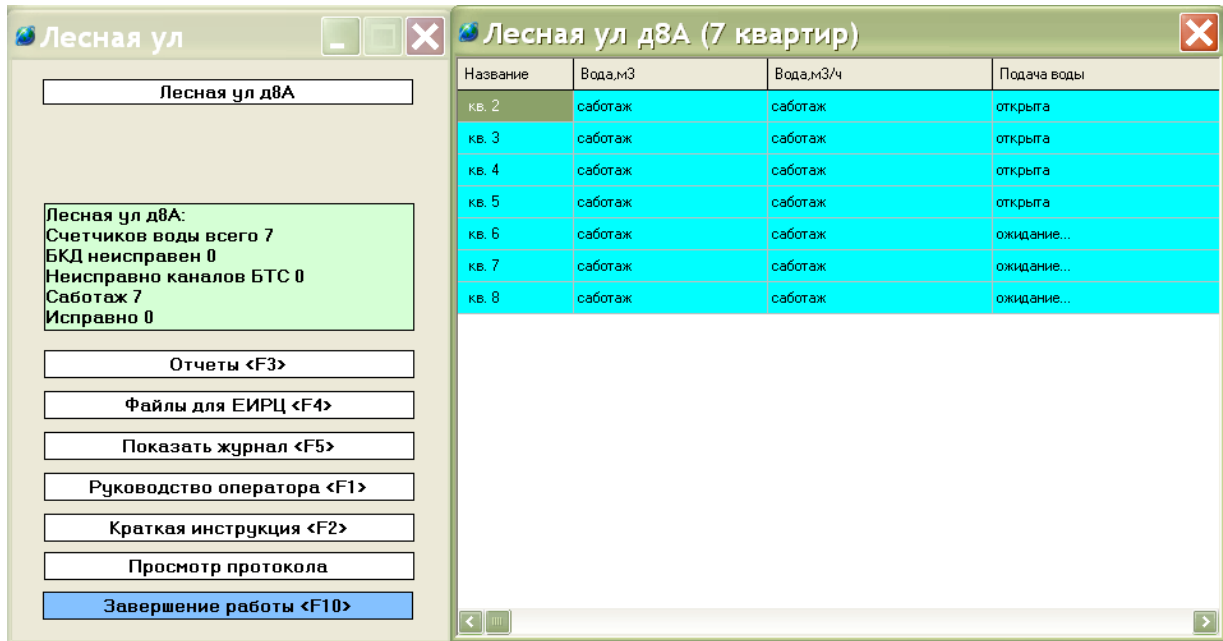 Лесная ул
Лесная ул д8А
Лесная ул д8А:
Счетчиков воды всего 7
БКД неисправен 0
Неисправно каналов БТС 0
Саботаж 7
Исправно 0
Отчеты <F3>
Файлы для ЕИРЦ <F4>
Показать журнал <F5>
Руководство оператора <F1>
Краткая инструкция <F2>
Просмотр протокола
Завершение работы <F10>
Лесная ул д8А (7 квартир)
Название Вода,м3 Вода,м3/ч Подача воды
кв. 2 саботаж саботаж открыта
кв. 3 саботаж саботаж открыта
кв. 4 саботаж саботаж открыта
кв. 5 саботаж саботаж открыта
кв. 6 саботаж саботаж ожидание...
кв. 7 саботаж саботаж ожидание...
кв. 8 саботаж саботаж ожидание...